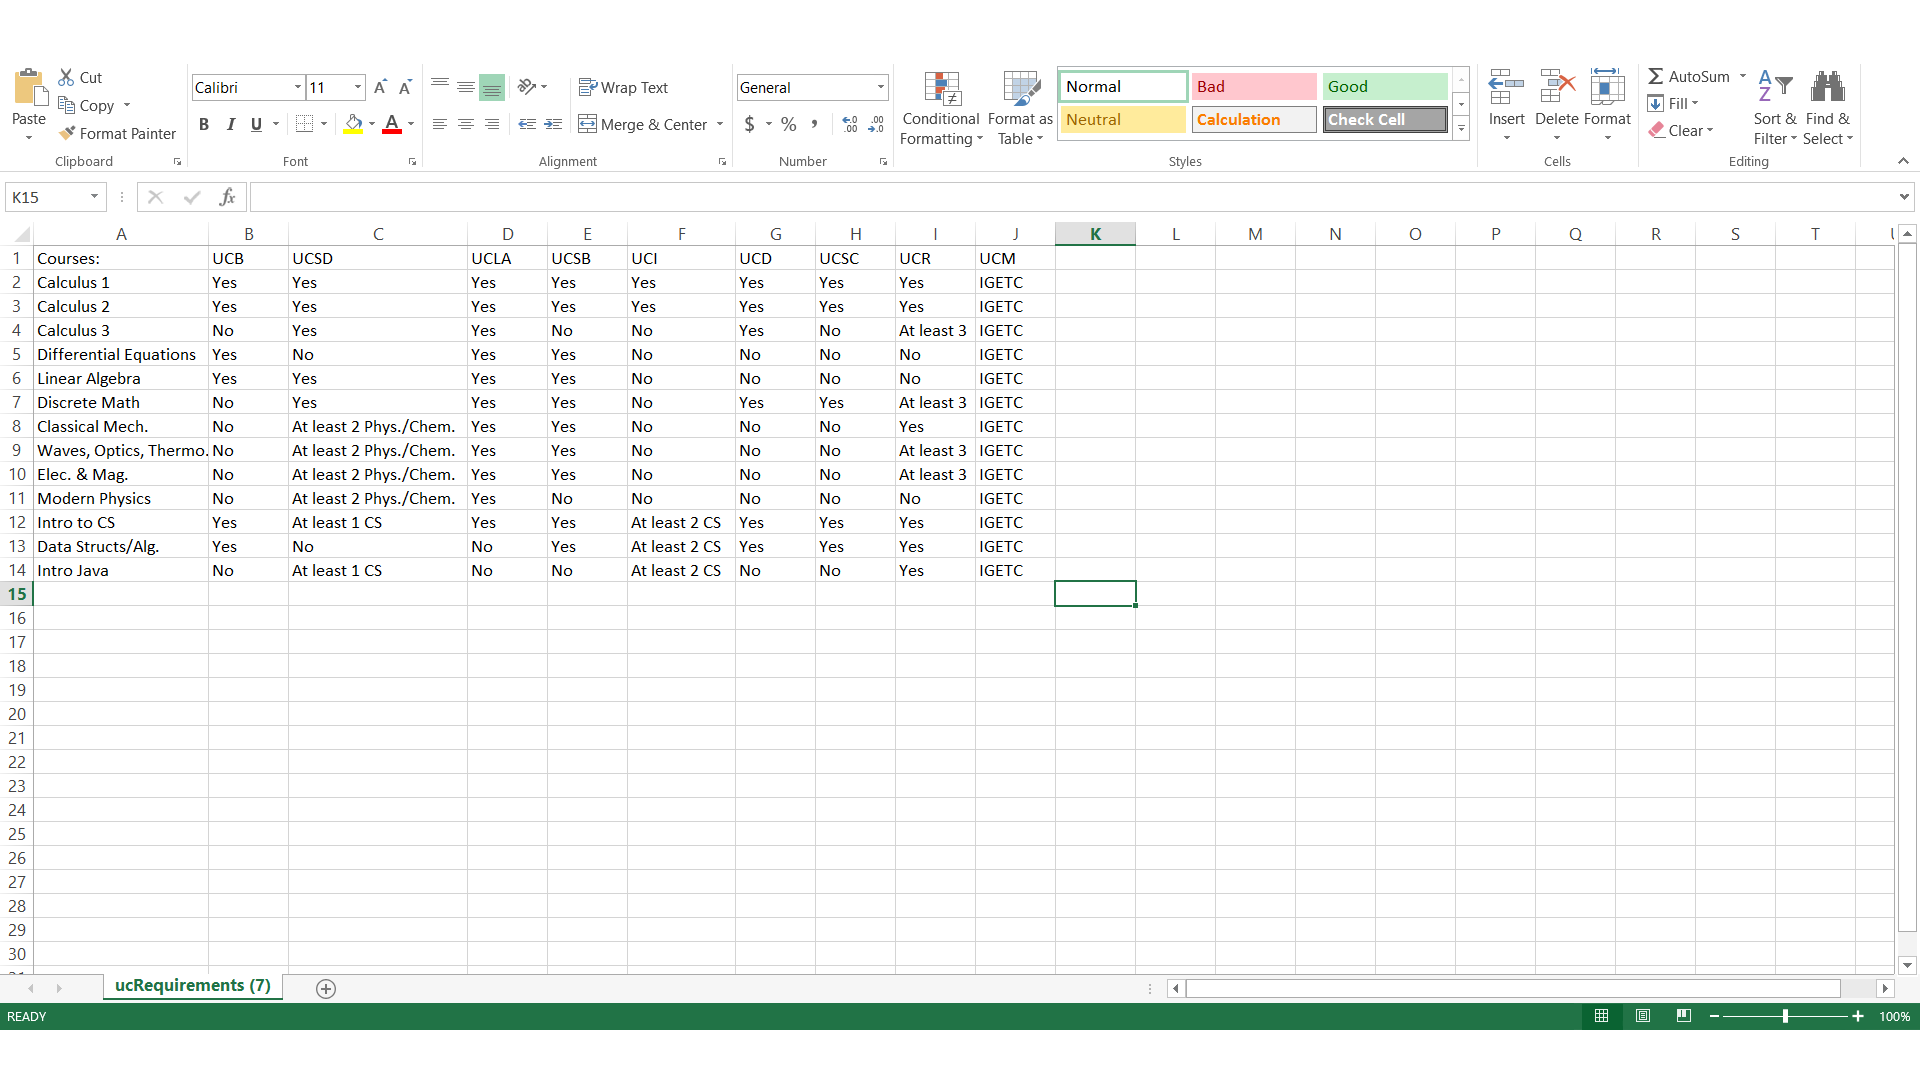 Cut
Copy
Format Painter
Paste
Clipboard
Calibri 11
A A
B I U A
Font
Wrap Text
Merge & Center
Alignment
General
$ % ,
.00 .00
Number
Conditional Formatting
Format as Table
Normal Bad Good
Neutral Calculation Check Cell
Styles
Insert Delete Format
Cells
AutoSum
Fill
Clear
Sort & Filter
Find & Select
Editing
K15 fx
A B C D E F G H I J K L M N O P Q R S T
1 Courses: UCB UCSD UCLA UCSB UCI UCD UCSC UCR UCM
2 Calculus 1 Yes Yes Yes Yes Yes Yes Yes Yes IGETC
3 Calculus 2 Yes Yes Yes Yes Yes Yes Yes Yes IGETC
4 Calculus 3 No Yes Yes No No Yes No At least 3 IGETC
5 Differential Equations Yes No Yes Yes No No No No IGETC
6 Linear Algebra Yes Yes Yes Yes No No No No IGETC
7 Discrete Math No Yes Yes Yes No Yes Yes At least 3 IGETC
8 Classical Mech. No At least 2 Phys./Chem. Yes Yes No No No Yes IGETC
9 Waves, Optics, Thermo. No At least 2 Phys./Chem. Yes Yes No No No At least 3 IGETC
10 Elec. & Mag. No At least 2 Phys./Chem. Yes Yes No No No At least 3 IGETC
11 Modern Physics No At least 2 Phys./Chem. Yes No No No No No IGETC
12 Intro to CS Yes At least 1 CS Yes Yes At least 2 CS Yes Yes Yes IGETC
13 Data Structs/Alg. Yes No No Yes At least 2 CS Yes Yes Yes IGETC
14 Intro Java No At least 1 CS No No At least 2 CS No No Yes IGETC
15
16
17
18
19
20
21
22
23
24
25
26
27
28
29
30
ucRequirements (7)
READY 100%